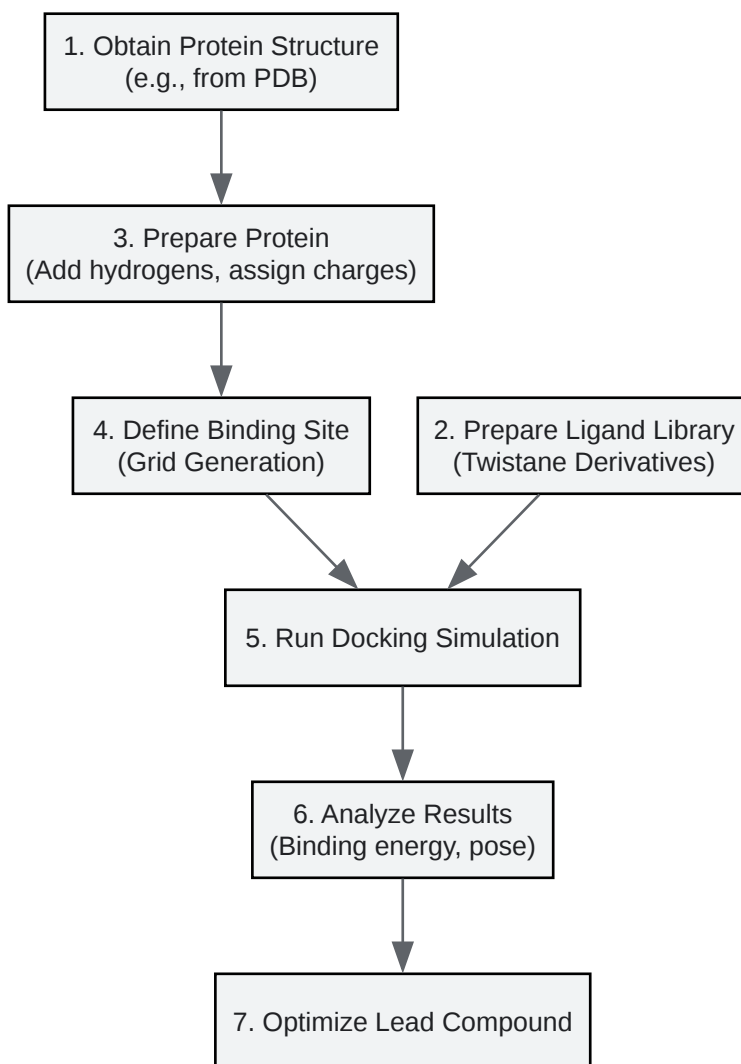 1. Obtain Protein Structure
(e.g., from PDB)
3. Prepare Protein
(Add hydrogens, assign charges)
4. Define Binding Site
(Grid Generation)
2. Prepare Ligand Library
(Twistane Derivatives)
5. Run Docking Simulation
6. Analyze Results
(Binding energy, pose)
7. Optimize Lead Compound